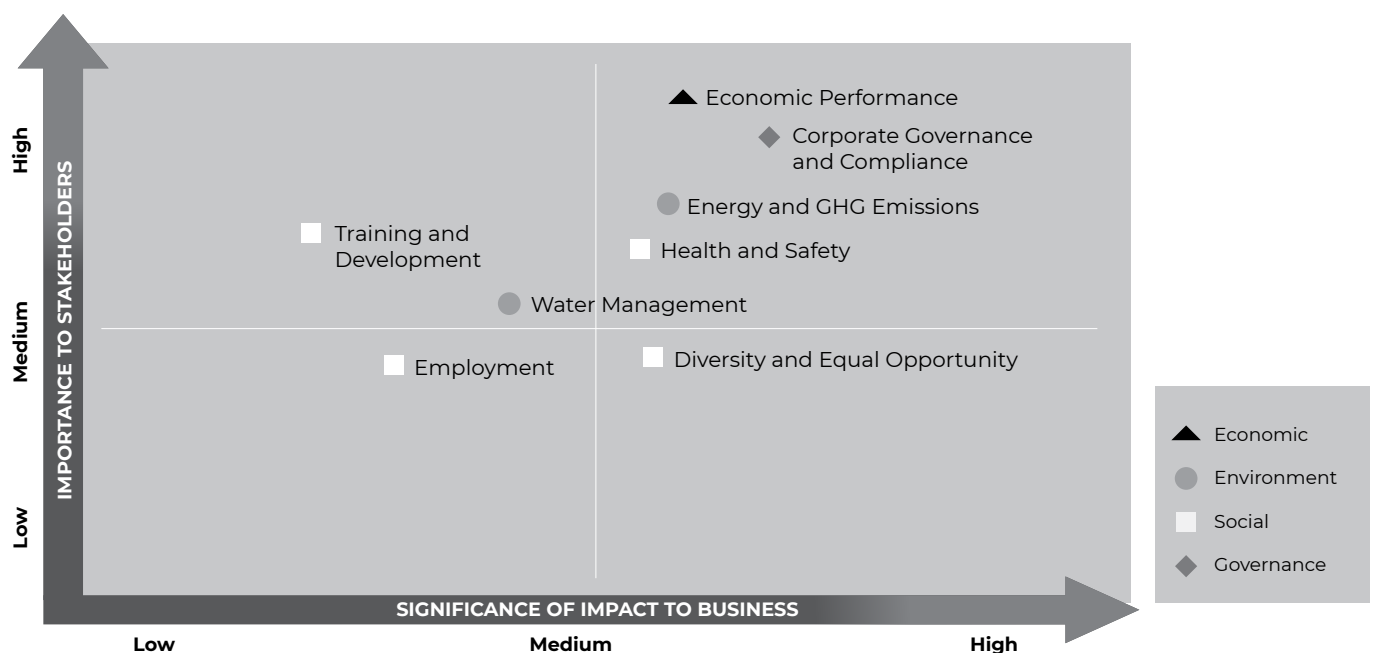 High
Medium
Low
IMPORTANCE TO STAKEHOLDERS
Economic Performance
Corporate Governance
and Compliance
Energy and GHG Emissions
Training and
Development
Health and Safety
Water Management
Employment
Diversity and Equal Opportunity
SIGNIFICANCE OF IMPACT TO BUSINESS
Low
Medium
High
Economic
Environment
Social
Governance